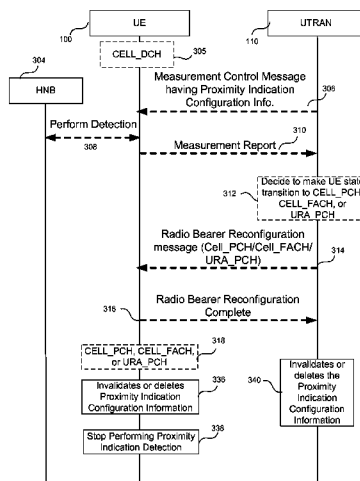 UE
UTRAN
100
110
304
CELL_DCH
305
HNB
Measurement Control Message
having Proximity Indication
Configuration Info.
306
Perform Detection
308
310
Measurement Report
312
Decide to make UE state
transition to CELL_PCH,
CELL_FACH, or
URA_PCH
Radio Bearer Reconfiguration
message (Cell_PCH/Cell_FACH/
URA_PCH)
314
Radio Bearer Reconfiguration
Complete
316
CELL_PCH, CELL_FACH,
or URA_PCH
318
Invalidates or deletes
Proximity Indication
Configuration Information
336
Invalidates or
deletes the
Proximity
Indication
Configuration
Information
340
Stop Performing Proximity
Indication Detection
338